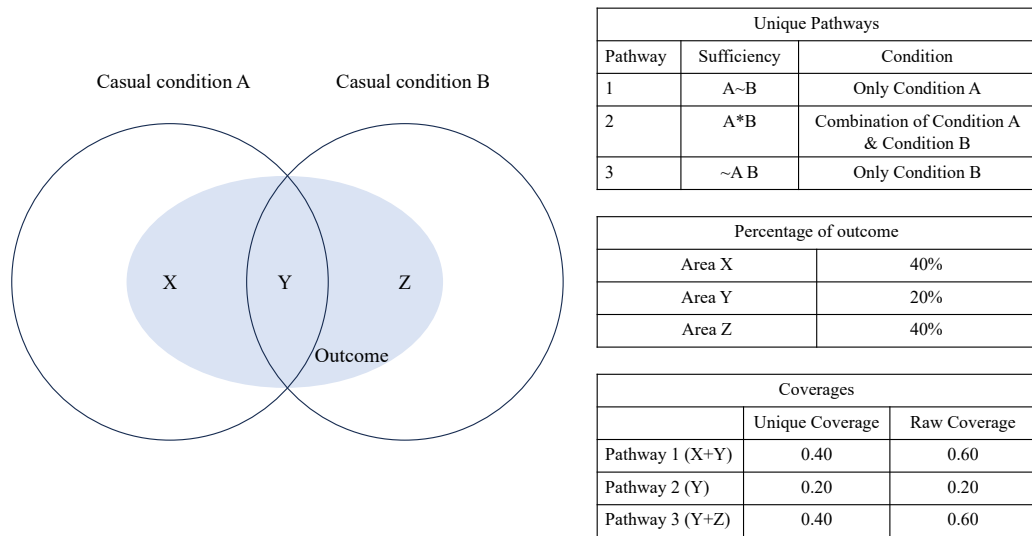 Casual condition A
Casual condition B
X
Y
Z
Outcome
Unique Pathways
Pathway Sufficiency Condition
1 A~B Only Condition A
2 A*B Combination of Condition A
& Condition B
3 ~A B Only Condition B
Percentage of outcome
Area X 40%
Area Y 20%
Area Z 40%
Coverages
Unique Coverage Raw Coverage
Pathway 1 (X+Y) 0.40 0.60
Pathway 2 (Y) 0.20 0.20
Pathway 3 (Y+Z) 0.40 0.60